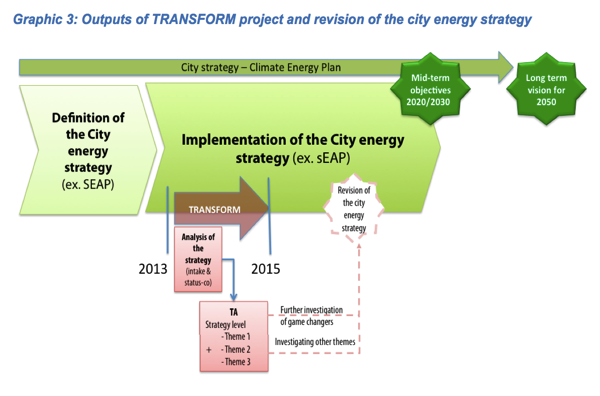 Graphic 3: Outputs of TRANSFORM project and revision of the city energy strategy
City strategy – Climate Energy Plan
Mid-term
objectives
2020/2030
Long term
vision for
2050
Definition of
the City
energy
strategy
(ex. SEAP)
Implementation of the City energy
strategy (ex. sEAP)
TRANSFORM
Revision
of the city
energy
strategy
2013
Analysis of
the
strategy
(intake &
status-co)
2015
TA
Strategy level
- Theme 1
+ - Theme 2
- Theme 3
Further investigation
of game changers
Investigating other themes